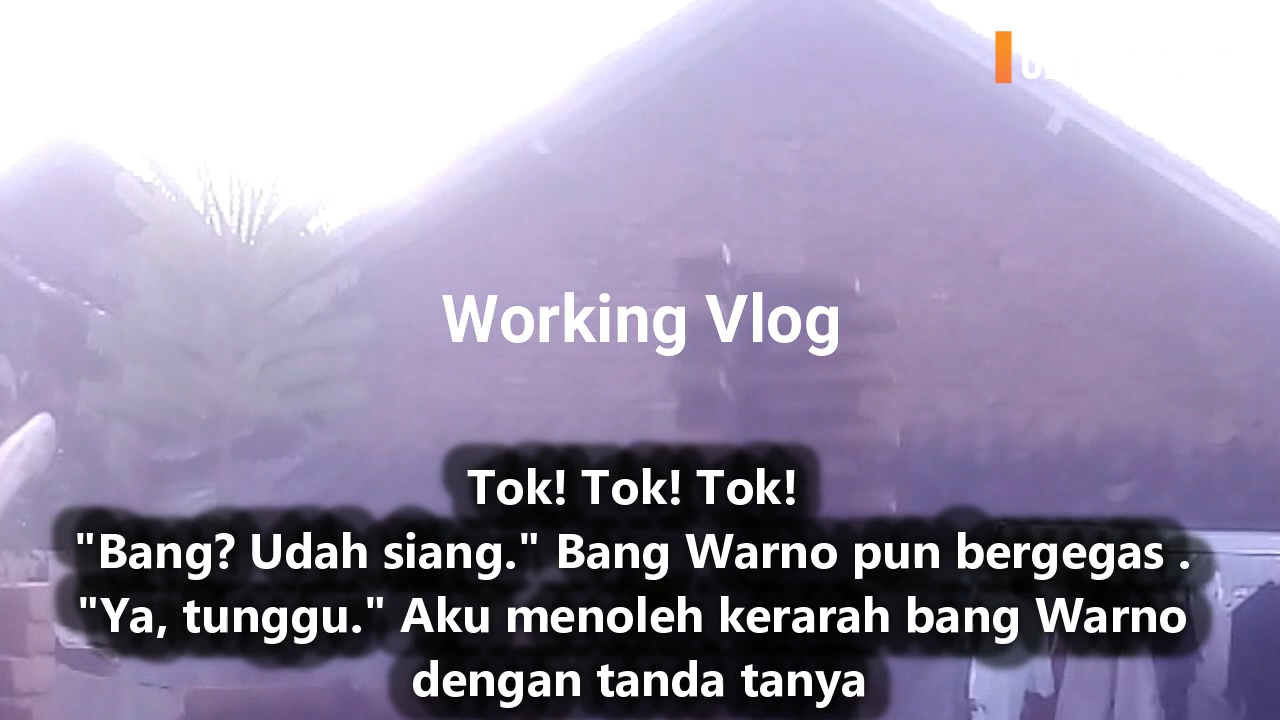 Working Vlog
Tok! Tok! Tok!
"Bang? Udah siang." Bang Warno pun bergegas .
"Ya, tunggu." Aku menoleh kerarah bang Warno
dengan tanda tanya